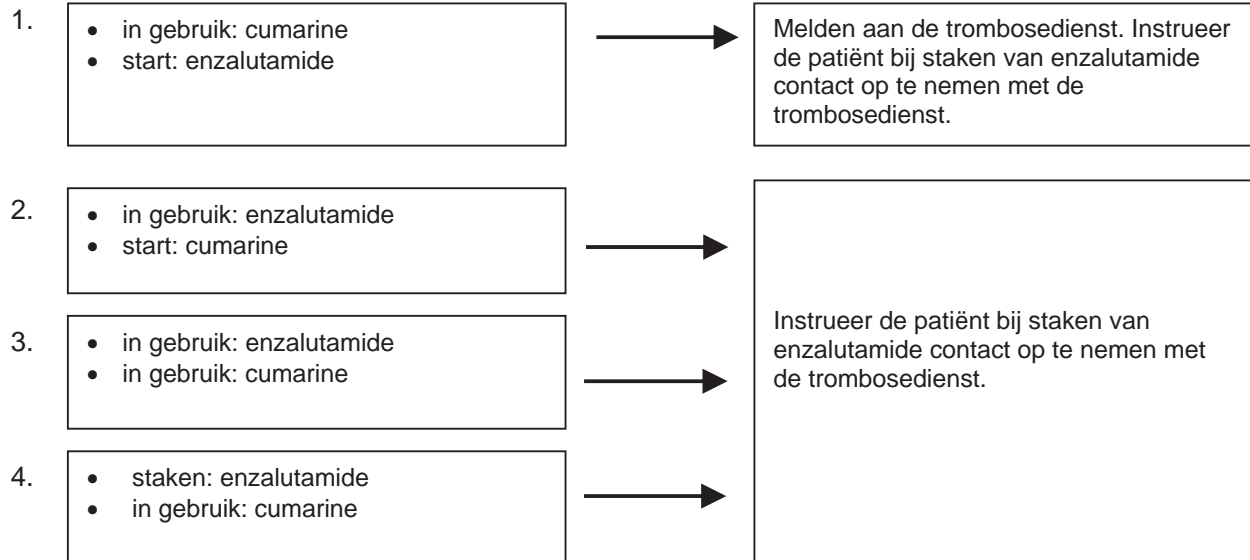 1.
• in gebruik: cumarine
• start: enzalutamide
Melden aan de trombosedienst. Instrueer
de patiënt bij staken van enzalutamide
contact op te nemen met de
trombosedienst.
2.
• in gebruik: enzalutamide
• start: cumarine
3.
• in gebruik: enzalutamide
• in gebruik: cumarine
4.
• staken: enzalutamide
• in gebruik: cumarine
Instrueer de patiënt bij staken van
enzalutamide contact op te nemen met
de trombosedienst.